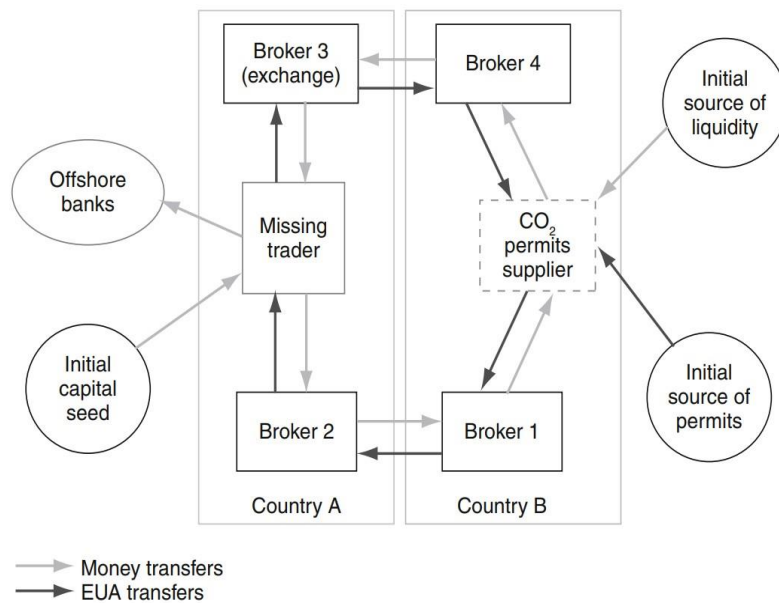 Broker 3
(exchange)
Broker 4
Initial
source of
liquidity
Offshore
banks
Missing
trader
CO2
permits
supplier
Initial
capital
seed
Broker 2
Broker 1
Initial
source of
permits
Country A
Country B
Money transfers
EUA transfers